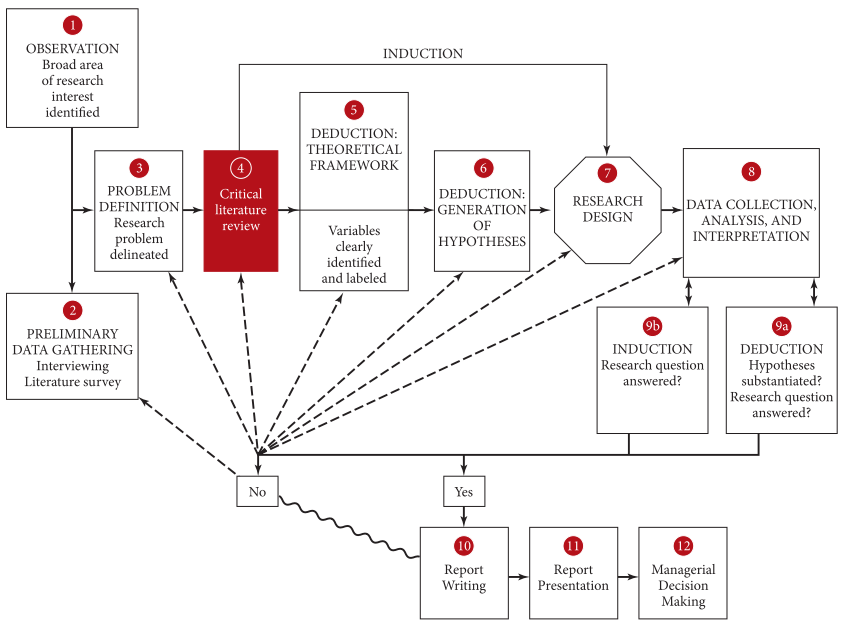 1
OBSERVATION
Broad area
of research
interest
identified
2
PRELIMINARY
DATA GATHERING
Interviewing
Literature survey
3
PROBLEM
DEFINITION
Research
problem
delineated
4
Critical
literature
review
INDUCTION
5
DEDUCTION:
THEORETICAL
FRAMEWORK
Variables
clearly
identified
and labeled
6
DEDUCTION:
GENERATION
OF
HYPOTHESES
7
RESEARCH
DESIGN
8
DATA COLLECTION,
ANALYSIS, AND
INTERPRETATION
9b
INDUCTION
Research question
answered?
9a
DEDUCTION
Hypotheses
substantiated?
Research question
answered?
No
Yes
10
Report
Writing
11
Report
Presentation
12
Managerial
Decision
Making